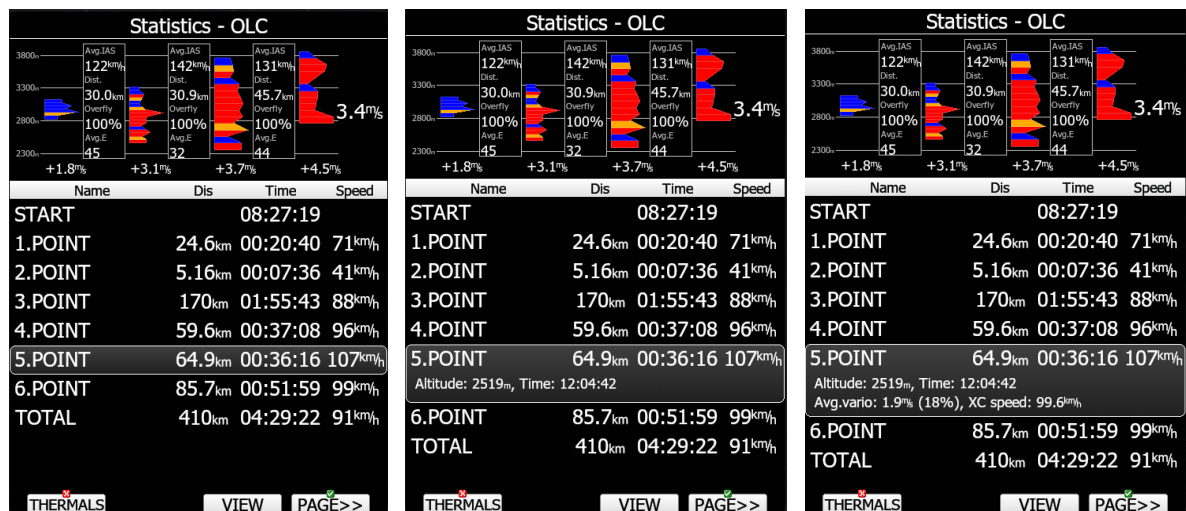 Statistics - OLC
3800m
3300m
2800m
2300m
Avg.IAS
122km/h
Dist.
30.0km
Overfly
100%
Avg.E
45
Avg.IAS
142km/h
Dist.
30.9km
Overfly
100%
Avg.E
32
Avg.IAS
131km/h
Dist.
45.7km
Overfly
100%
Avg.E
44
3.4m/s
+1.8m/s +3.1m/s +3.7m/s +4.5m/s
Name Dis Time Speed
START 08:27:19
1.POINT 24.6km 00:20:40 71km/h
2.POINT 5.16km 00:07:36 41km/h
3.POINT 170km 01:55:43 88km/h
4.POINT 59.6km 00:37:08 96km/h
5.POINT 64.9km 00:36:16 107km/h
6.POINT 85.7km 00:51:59 99km/h
TOTAL 410km 04:29:22 91km/h
THERMALS VIEW PAGE>>
Statistics - OLC
3800m
3300m
2800m
2300m
Avg.IAS
122km/h
Dist.
30.0km
Overfly
100%
Avg.E
45
Avg.IAS
142km/h
Dist.
30.9km
Overfly
100%
Avg.E
32
Avg.IAS
131km/h
Dist.
45.7km
Overfly
100%
Avg.E
44
3.4m/s
+1.8m/s +3.1m/s +3.7m/s +4.5m/s
Name Dis Time Speed
START 08:27:19
1.POINT 24.6km 00:20:40 71km/h
2.POINT 5.16km 00:07:36 41km/h
3.POINT 170km 01:55:43 88km/h
4.POINT 59.6km 00:37:08 96km/h
5.POINT 64.9km 00:36:16 107km/h
Altitude: 2519m, Time: 12:04:42
6.POINT 85.7km 00:51:59 99km/h
TOTAL 410km 04:29:22 91km/h
THERMALS VIEW PAGE>>
Statistics - OLC
3800m
3300m
2800m
2300m
Avg.IAS
122km/h
Dist.
30.0km
Overfly
100%
Avg.E
45
Avg.IAS
142km/h
Dist.
30.9km
Overfly
100%
Avg.E
32
Avg.IAS
131km/h
Dist.
45.7km
Overfly
100%
Avg.E
44
3.4m/s
+1.8m/s +3.1m/s +3.7m/s +4.5m/s
Name Dis Time Speed
START 08:27:19
1.POINT 24.6km 00:20:40 71km/h
2.POINT 5.16km 00:07:36 41km/h
3.POINT 170km 01:55:43 88km/h
4.POINT 59.6km 00:37:08 96km/h
5.POINT 64.9km 00:36:16 107km/h
Altitude: 2519m, Time: 12:04:42
Avg.vario: 1.9m/s (18%), XC speed: 99.6km/h
6.POINT 85.7km 00:51:59 99km/h
TOTAL 410km 04:29:22 91km/h
THERMALS VIEW PAGE>>